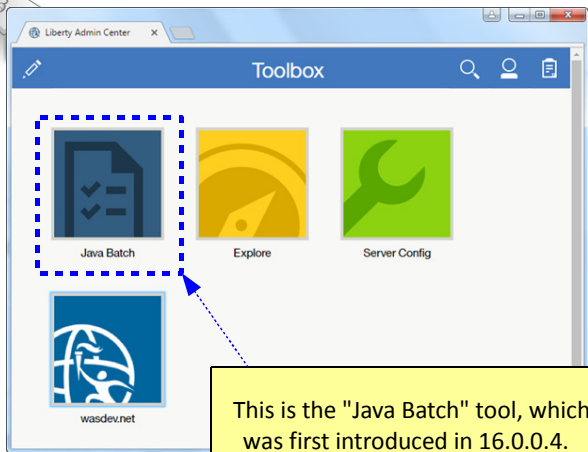 Liberty Admin Center
Toolbox
Java Batch
Explore
Server Config
wasdev.net
This is the "Java Batch" tool, which
was first introduced in 16.0.0.4.